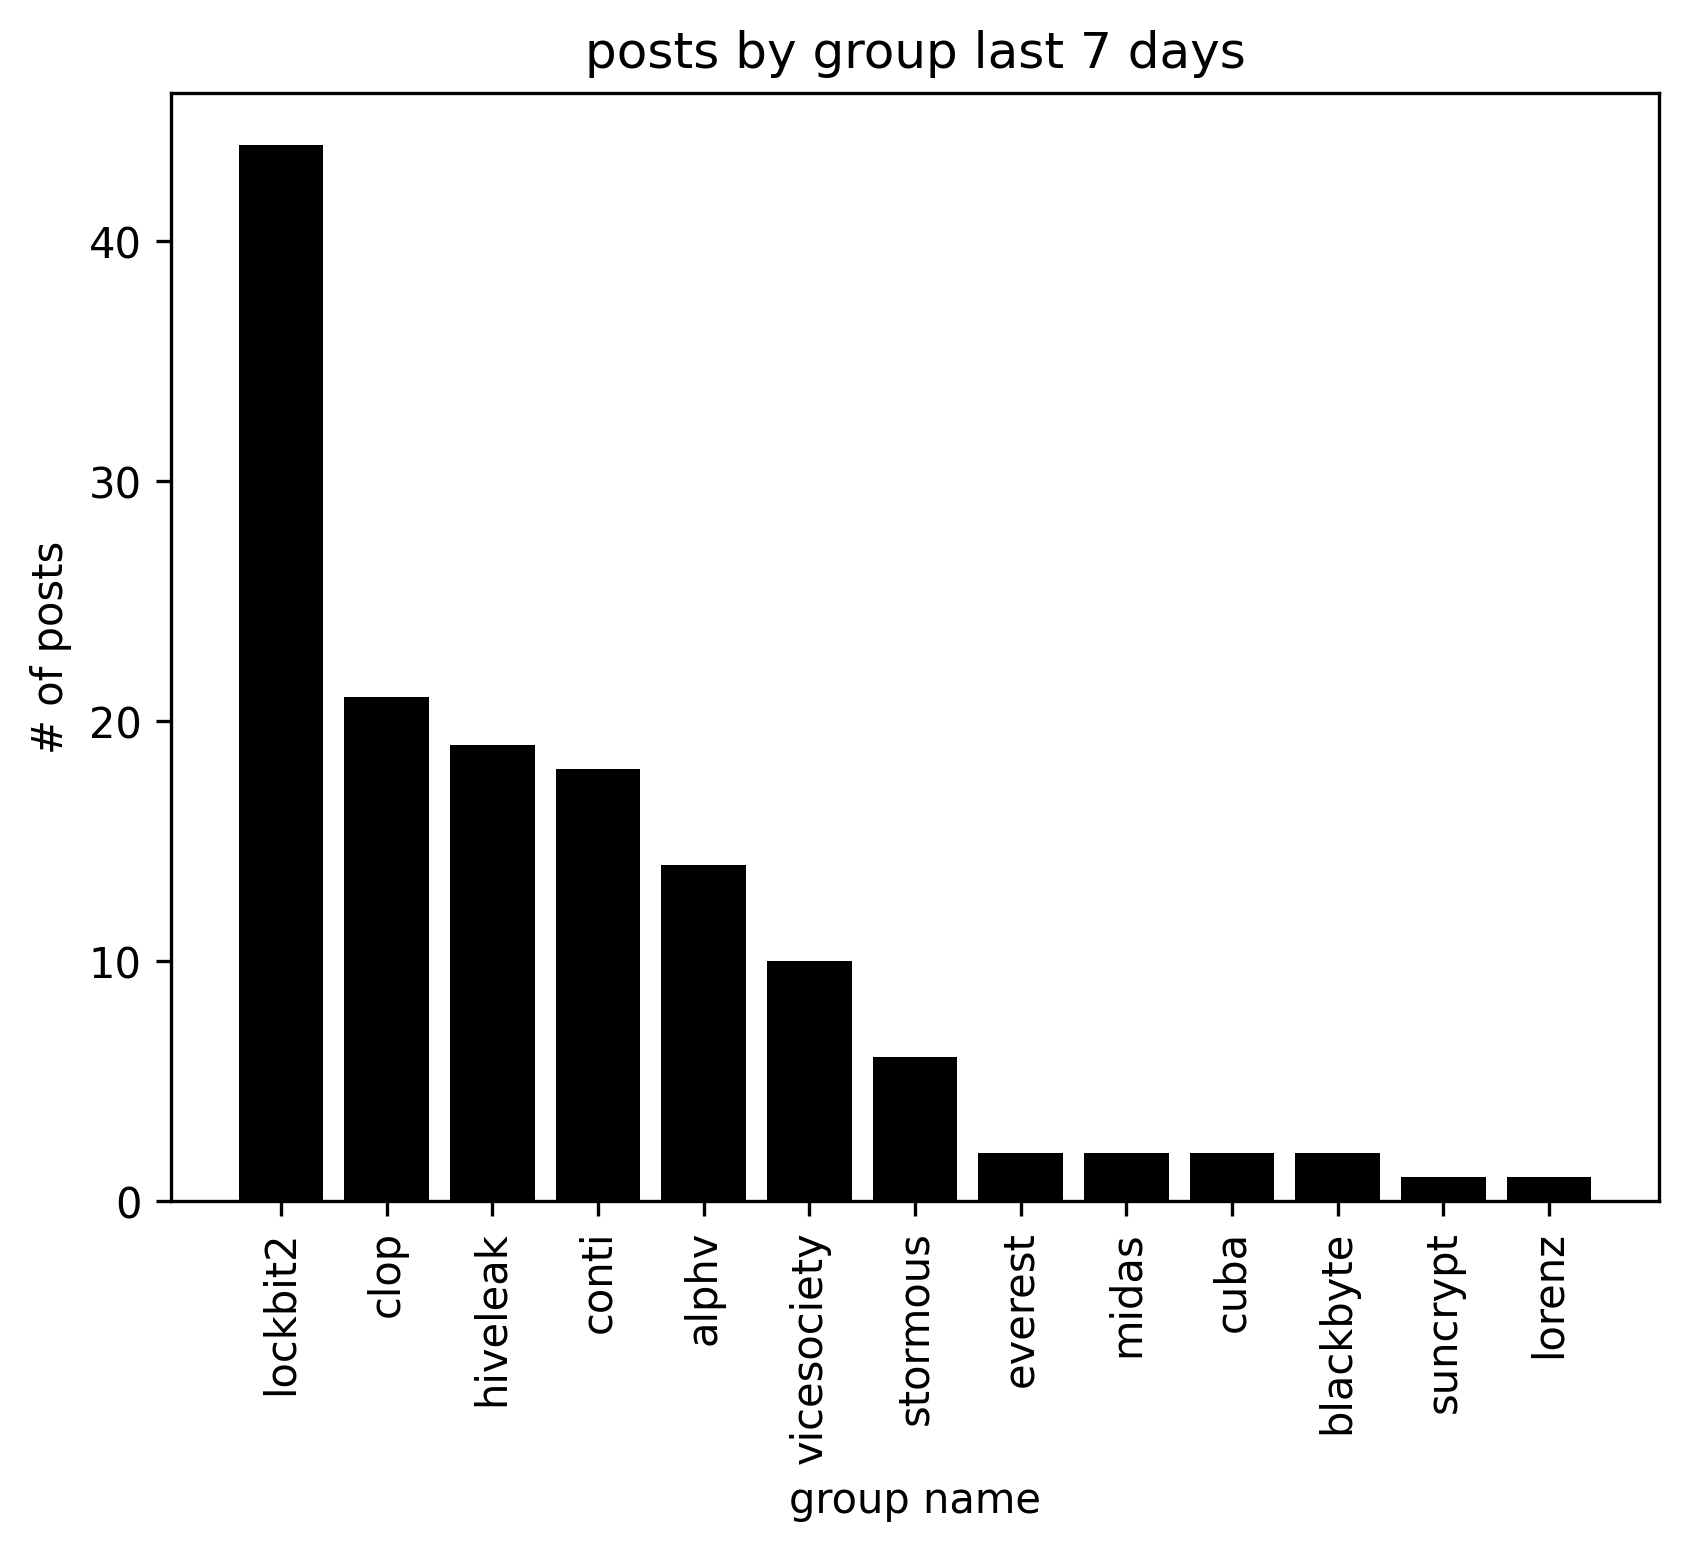 posts by group last 7 days
# of posts
40
30
20
10
0
lockbit2
clop
hiveleak
conti
alphv
vicesociety
stormous
everest
midas
cuba
blackbyte
suncrypt
lorenz
group name